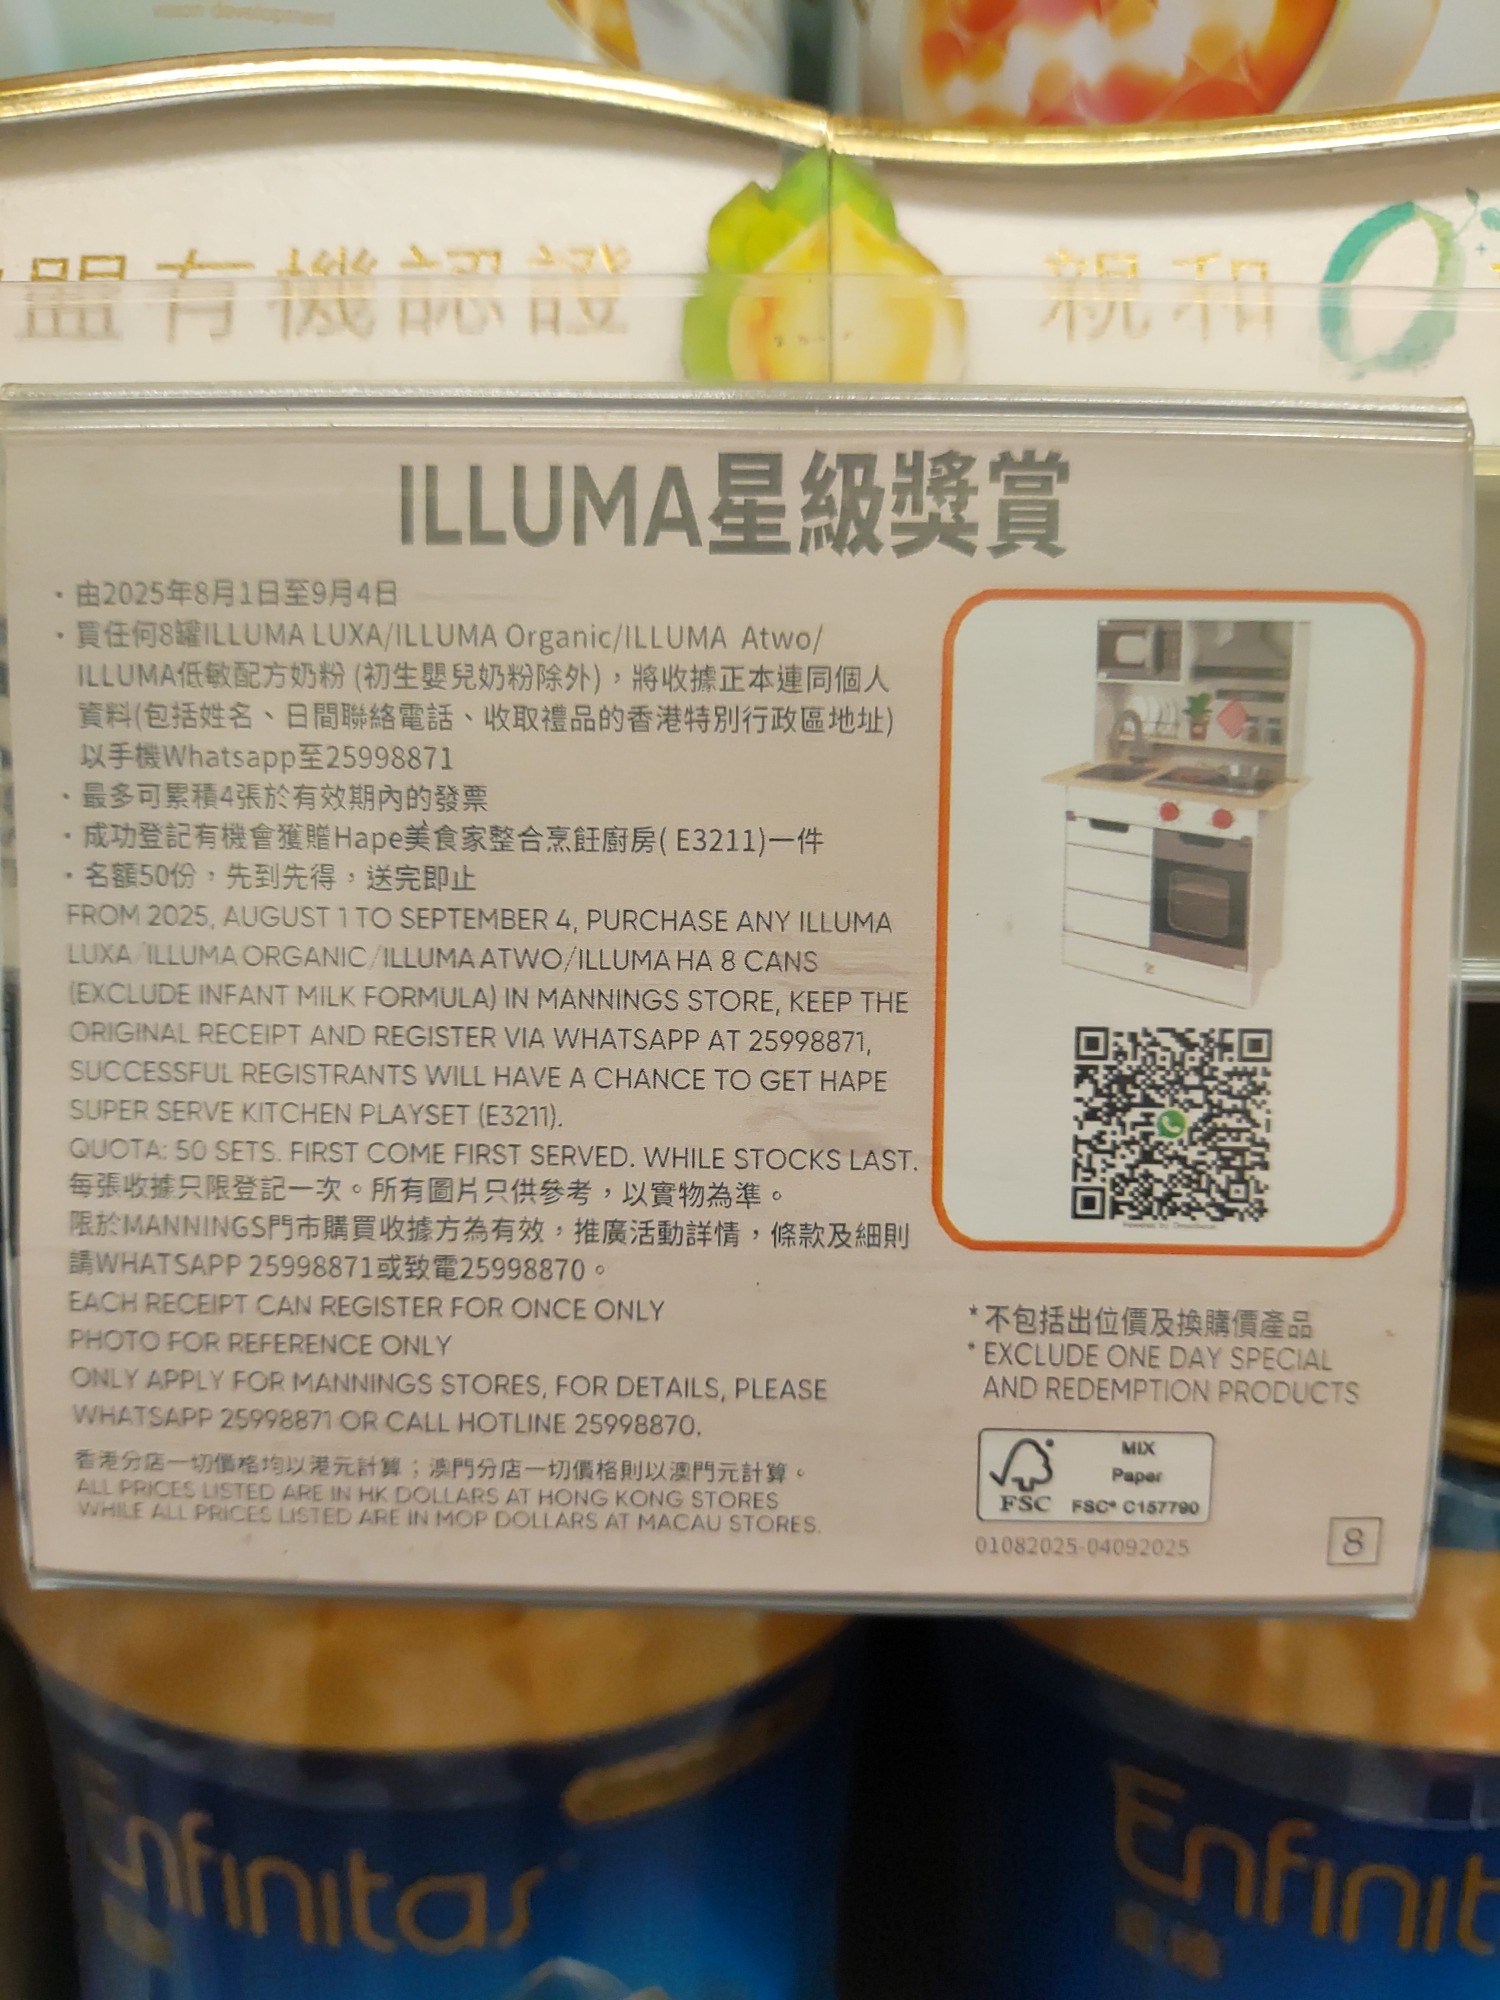 vision development
盟有機認證
親和
ILLUMA星級獎賞
・由2025年8月1日至9月4日
・買任何8罐ILLUMA LUXA/ILLUMA Organic/ILLUMA Atwo/
ILLUMA低敏配方奶粉 (初生嬰兒奶粉除外)，將收據正本連同個人
資料(包括姓名、日間聯絡電話、收取禮品的香港特別行政區地址)
以手機Whatsapp至25998871
・最多可累積4張於有效期內的發票
・成功登記有機會獲贈Hape美食家整合烹飪廚房( E3211)一件
・名額50份，先到先得，送完即止
FROM 2025, AUGUST 1 TO SEPTEMBER 4, PURCHASE ANY ILLUMA
LUXA/ILLUMA ORGANIC/ILLUMA ATWO/ILLUMA HA 8 CANS
(EXCLUDE INFANT MILK FORMULA) IN MANNINGS STORE, KEEP THE
ORIGINAL RECEIPT AND REGISTER VIA WHATSAPP AT 25998871,
SUCCESSFUL REGISTRANTS WILL HAVE A CHANCE TO GET HAPE
SUPER SERVE KITCHEN PLAYSET (E3211).
QUOTA: 50 SETS. FIRST COME FIRST SERVED. WHILE STOCKS LAST.
每張收據只限登記一次。所有圖片只供參考，以實物為準。
限於MANNINGS門市購買收據方為有效，推廣活動詳情，條款及細則
請WHATSAPP 25998871或致電25998870。
EACH RECEIPT CAN REGISTER FOR ONCE ONLY
PHOTO FOR REFERENCE ONLY
ONLY APPLY FOR MANNINGS STORES, FOR DETAILS, PLEASE
WHATSAPP 25998871 OR CALL HOTLINE 25998870.
香港分店一切價格均以港元計算；澳門分店一切價格則以澳門元計算。
ALL PRICES LISTED ARE IN HK DOLLARS AT HONG KONG STORES
WHILE ALL PRICES LISTED ARE IN MOP DOLLARS AT MACAU STORES.
*不包括出位價及換購價產品
*EXCLUDE ONE DAY SPECIAL
AND REDEMPTION PRODUCTS
MIX
Paper
FSC FSC® C157790
01082025-04092025
8
Enfinitas
Enfinit